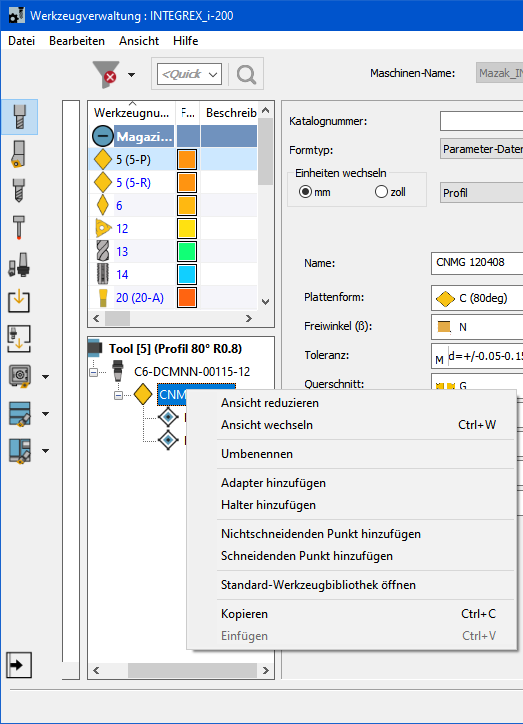 Werkzeugverwaltung : INTEGREX_i-200
Datei Bearbeiten Ansicht Hilfe
<Quick
Maschinen-Name:
Mazak_IN
Werkzeugnu... F... Beschreib
Magazi...
5 (5-P)
5 (5-R)
6
12
13
14
20 (20-A)
Katalognummer:
Formtyp:
Parameter-Daten
Einheiten wechseln
mm
zoll
Profil
Name:
CNMG 120408
Plattenform:
C (80deg)
Freiwinkel (ß):
N
Toleranz:
M d=+/-0.05-0.15
Querschnitt:
G
Tool [5] (Profil 80° R0.8)
C6-DCMNN-00115-12
CNM
Ansicht reduzieren
Ansicht wechseln Ctrl+W
Umbenennen
Adapter hinzufügen
Halter hinzufügen
Nichtschneidenden Punkt hinzufügen
Schneidenden Punkt hinzufügen
Standard-Werkzeugbibliothek öffnen
Kopieren Ctrl+C
Einfügen Ctrl+V